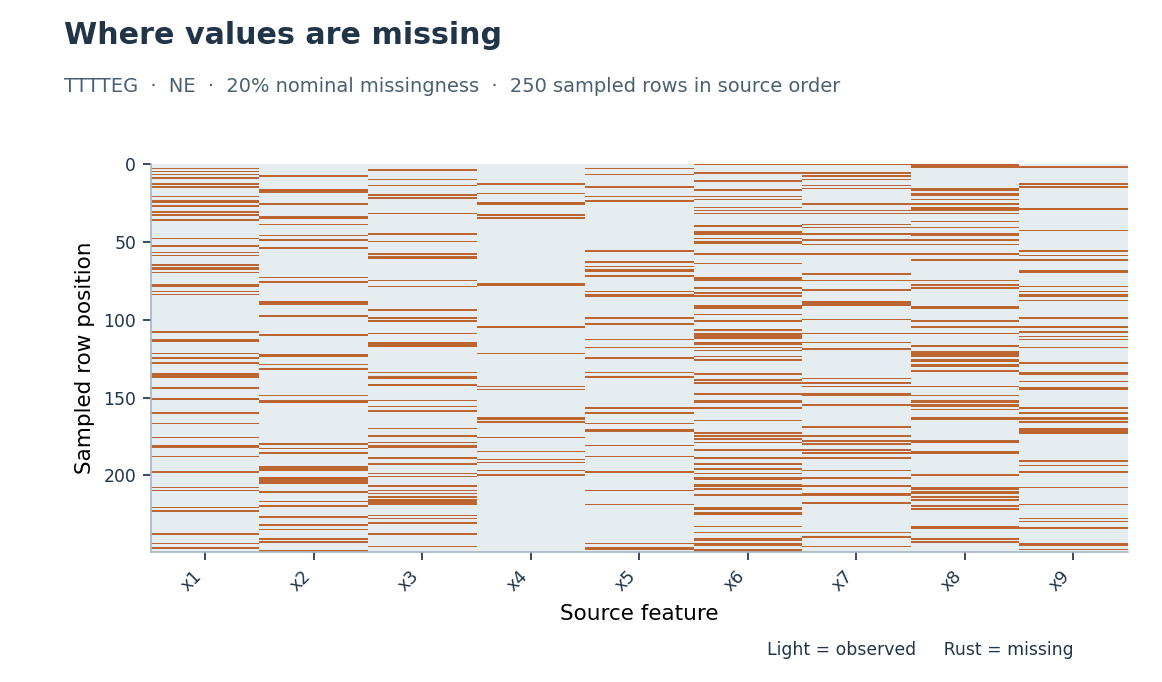 Where values are missing
TTTTEG · NE · 20% nominal missingness · 250 sampled rows in source order
0
50
100
150
200
Sampled row position
x1 x2 x3 x4 x5 x6 x7 x8 x9
Source feature
Light = observed Rust = missing